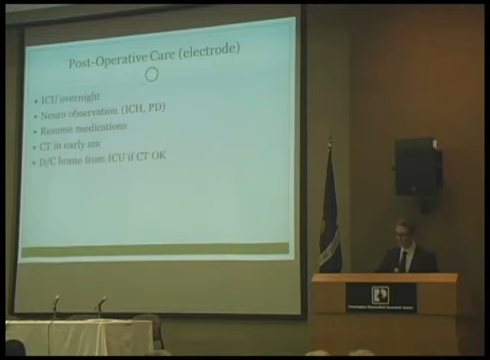 Post-Operative Care (electrode)
• ICU overnight
• Neuro observation (ICH, PD)
• Resume medications
• CT in early am
• D/C home from ICU if CT OK